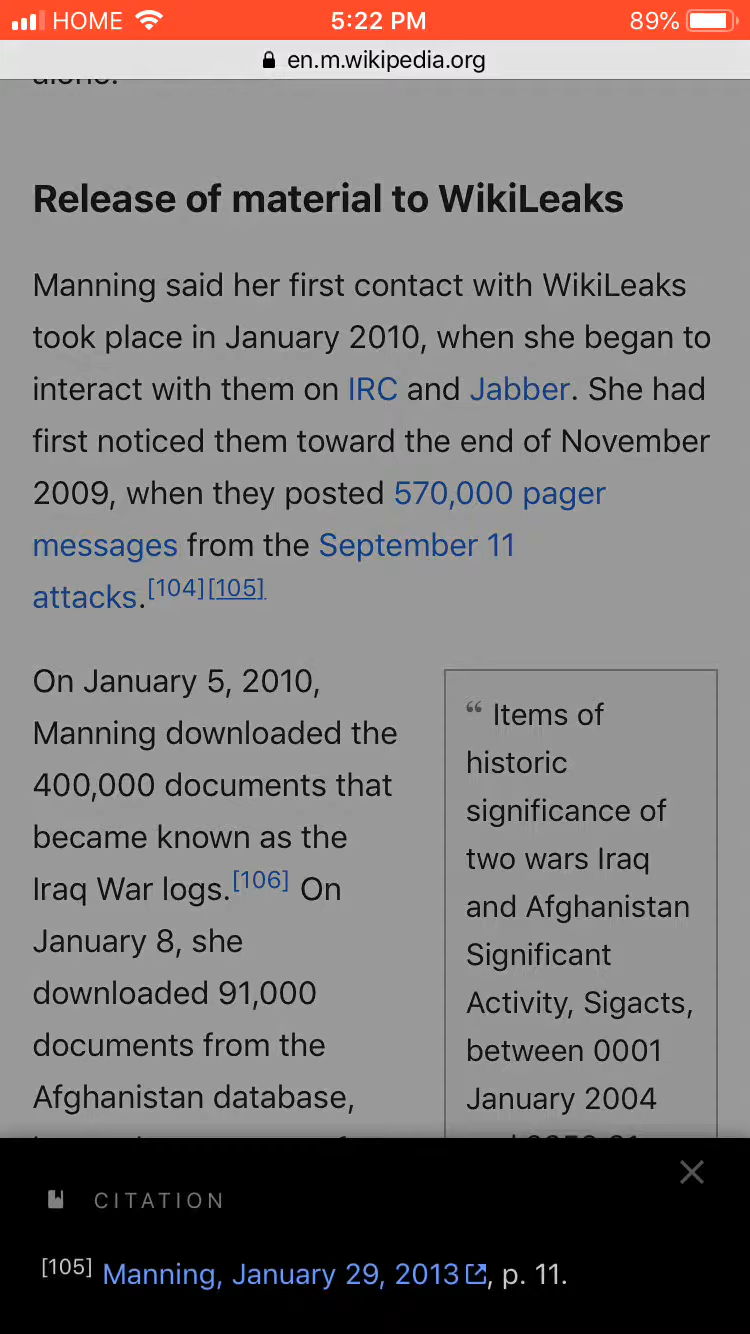 HOME 5:22 PM 89%
en.m.wikipedia.org
Release of material to WikiLeaks
Manning said her first contact with WikiLeaks
took place in January 2010, when she began to
interact with them on IRC and Jabber. She had
first noticed them toward the end of November
2009, when they posted 570,000 pager
messages from the September 11
attacks.[104][105]
On January 5, 2010,
Manning downloaded the
400,000 documents that
became known as the
Iraq War logs.[106] On
January 8, she
downloaded 91,000
documents from the
Afghanistan database,
“ Items of
historic
significance of
two wars Iraq
and Afghanistan
Significant
Activity, Sigacts,
between 0001
January 2004
CITATION
[105] Manning, January 29, 2013, p. 11.